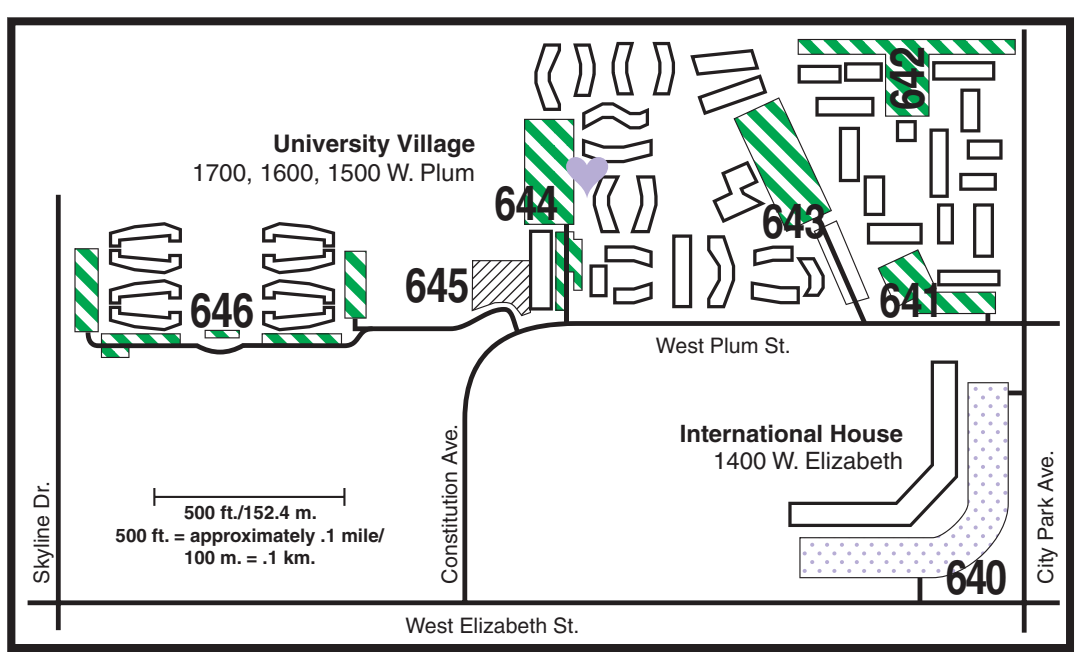 642
University Village
1700, 1600, 1500 W. Plum
644
643
645
646
641
West Plum St.
International House
1400 W. Elizabeth
Skyline Dr.
500 ft./152.4 m.
500 ft. = approximately .1 mile/
100 m. = .1 km.
Constitution Ave.
City Park Ave.
640
West Elizabeth St.